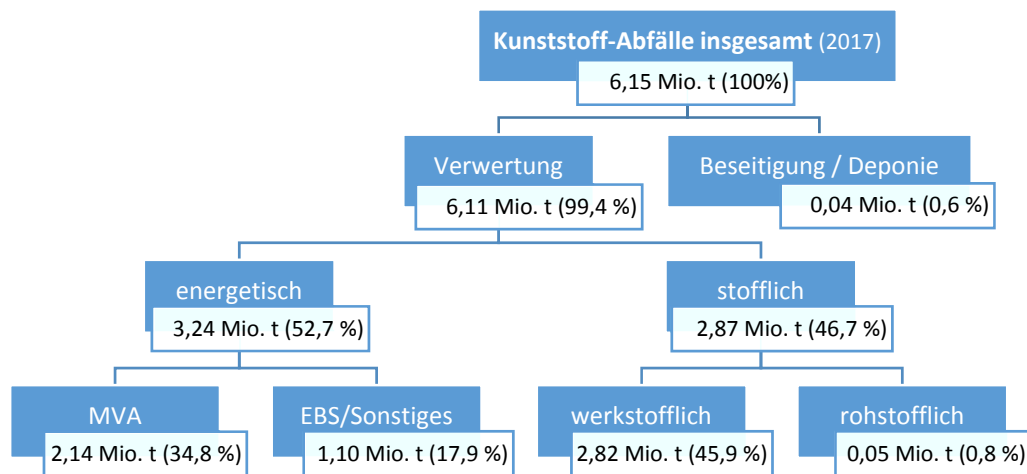 Kunststoff-Abfälle insgesamt (2017)
6,15 Mio. t (100%)
Verwertung
6,11 Mio. t (99,4 %)
Beseitigung / Deponie
0,04 Mio. t (0,6 %)
energetisch
3,24 Mio. t (52,7 %)
stofflich
2,87 Mio. t (46,7 %)
MVA
2,14 Mio. t (34,8 %)
EBS/Sonstiges
1,10 Mio. t (17,9 %)
werkstofflich
2,82 Mio. t (45,9 %)
rohstofflich
0,05 Mio. t (0,8 %)